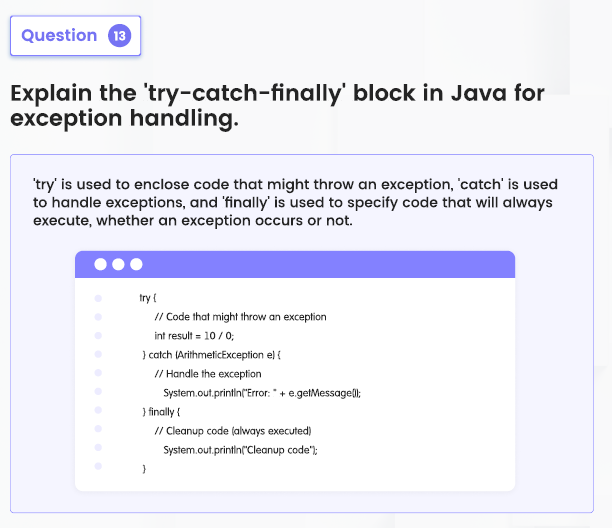 Question 13
Explain the 'try-catch-finally' block in Java for
exception handling.
'try' is used to enclose code that might throw an exception, 'catch' is used
to handle exceptions, and 'finally' is used to specify code that will always
execute, whether an exception occurs or not.
try {
// Code that might throw an exception
int result = 10 / 0;
} catch (ArithmeticException e) {
// Handle the exception
System.out.println("Error: " + e.getMessage());
} finally {
// Cleanup code (always executed)
System.out.println("Cleanup code");
}